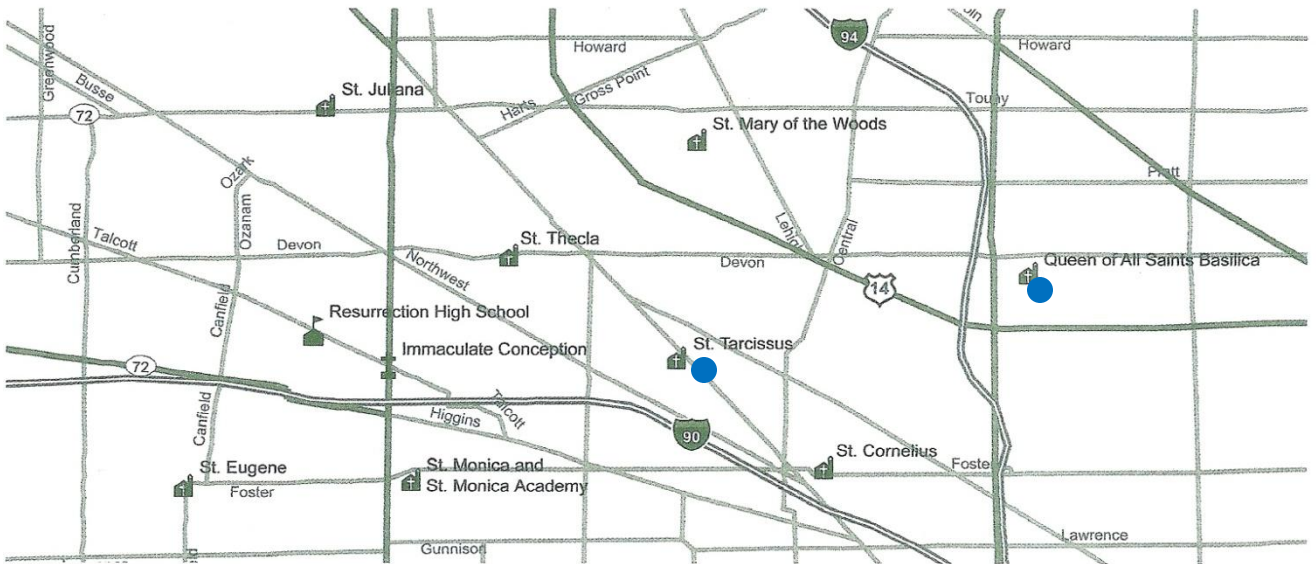 Howard
94
Howard
Greenwood
Busse
St. Juliana
Gross Point
Harts
Touhy
72
St. Mary of the Woods
Ozark
Pratt
Cumberland
Talcott
Ozanam
Devon
St. Thecla
Northwest
Lehigh
Central
Devon
Queen of All Saints Basilica
14
Canfield
Resurrection High School
Immaculate Conception
St. Tarcissus
72
Canfield
Higgins
Talcott
90
St. Eugene
Foster
St. Monica and
St. Monica Academy
St. Cornelius
Foster
Lawrence
Gunnison